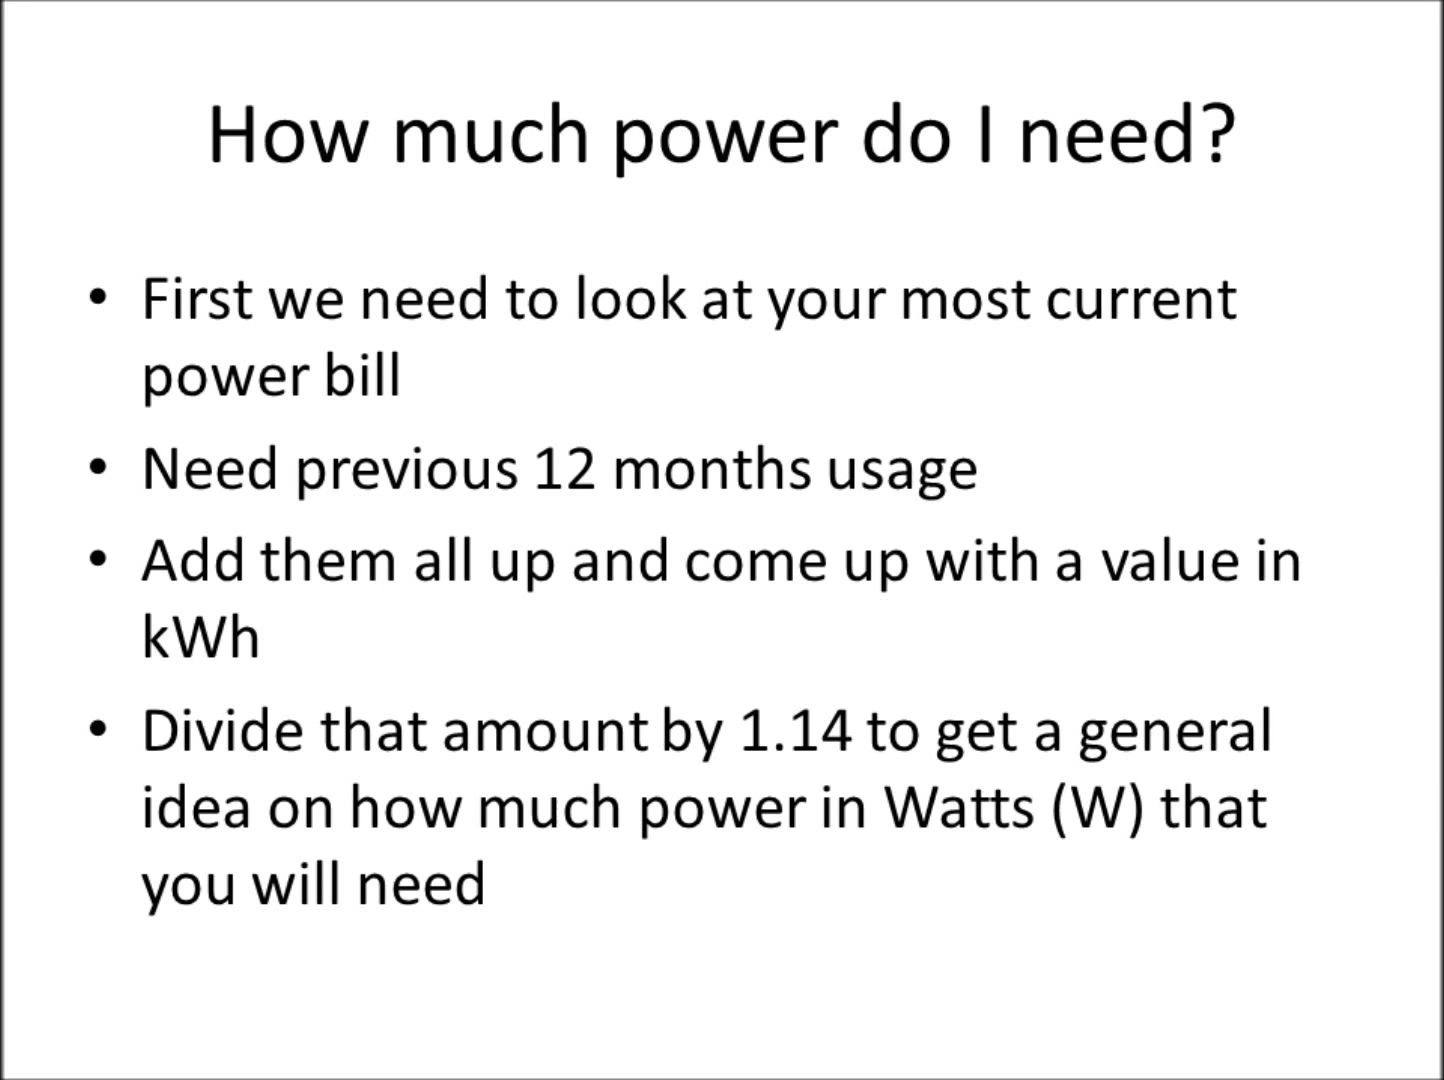 How much power do I need?
• First we need to look at your most current
power bill
• Need previous 12 months usage
• Add them all up and come up with a value in
kWh
• Divide that amount by 1.14 to get a general
idea on how much power in Watts (W) that
you will need